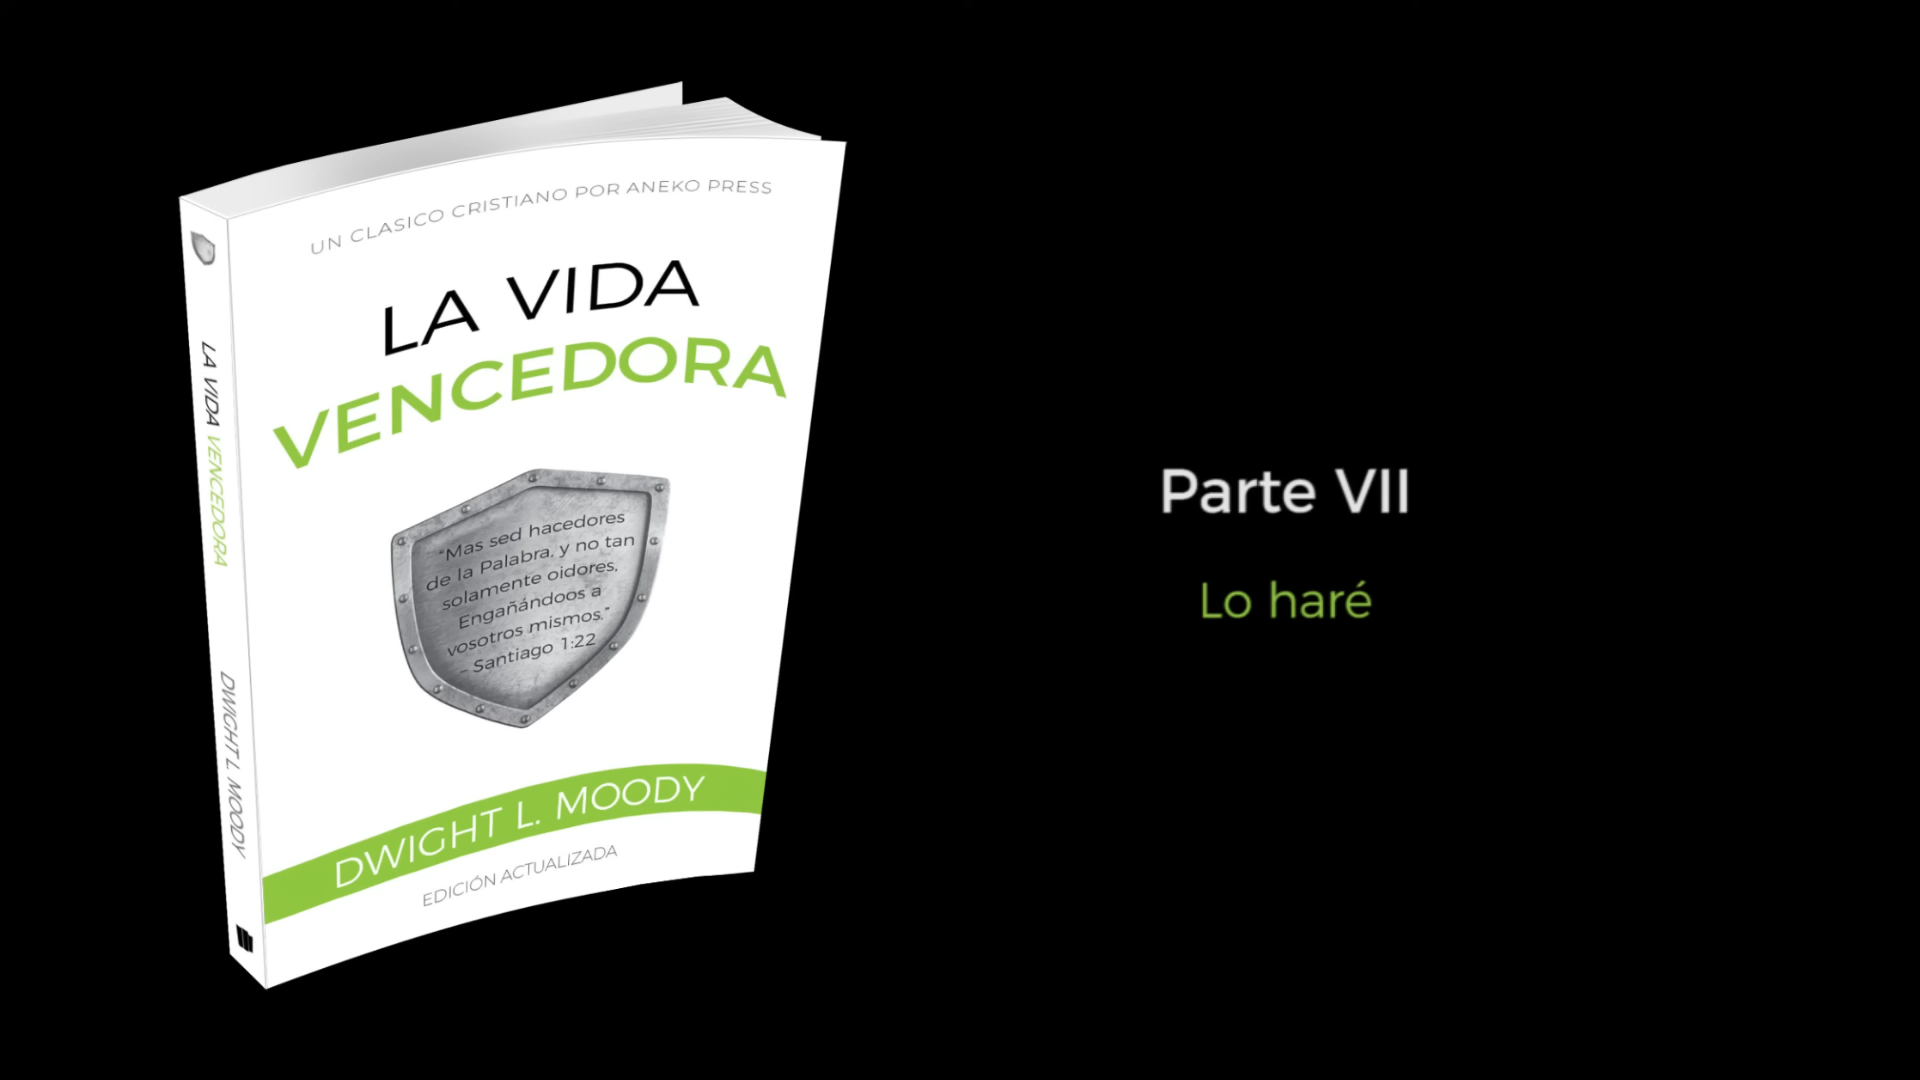 UN CLASICO CRISTIANO POR ANEKO PRESS
LA VIDA
VENCEDORA
"Mas sed hacedores
de la Palabra, y no tan
solamente oidores,
Engañándoos a
vosotros mismos."
– Santiago 1:22
DWIGHT L. MOODY
EDICIÓN ACTUALIZADA
LA VIDA VENCEDORA
DWIGHT L. MOODY
Parte VII
Lo haré